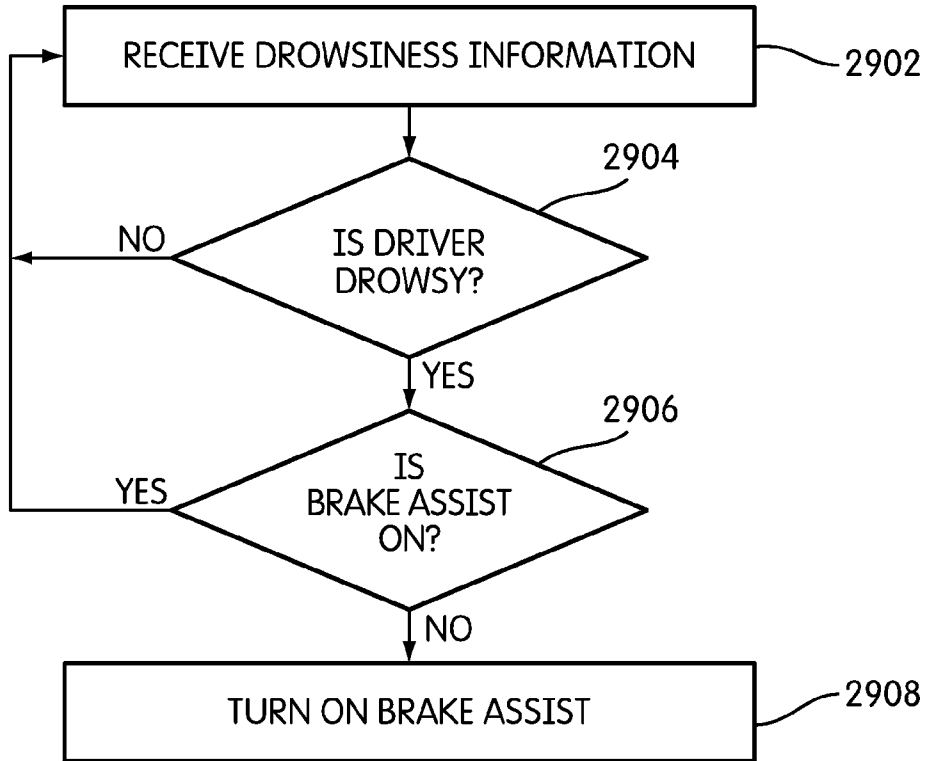 RECEIVE DROWSINESS INFORMATION
2902
2904
IS DRIVER
DROWSY?
NO
YES
2906
IS
BRAKE ASSIST
ON?
YES
NO
TURN ON BRAKE ASSIST
2908